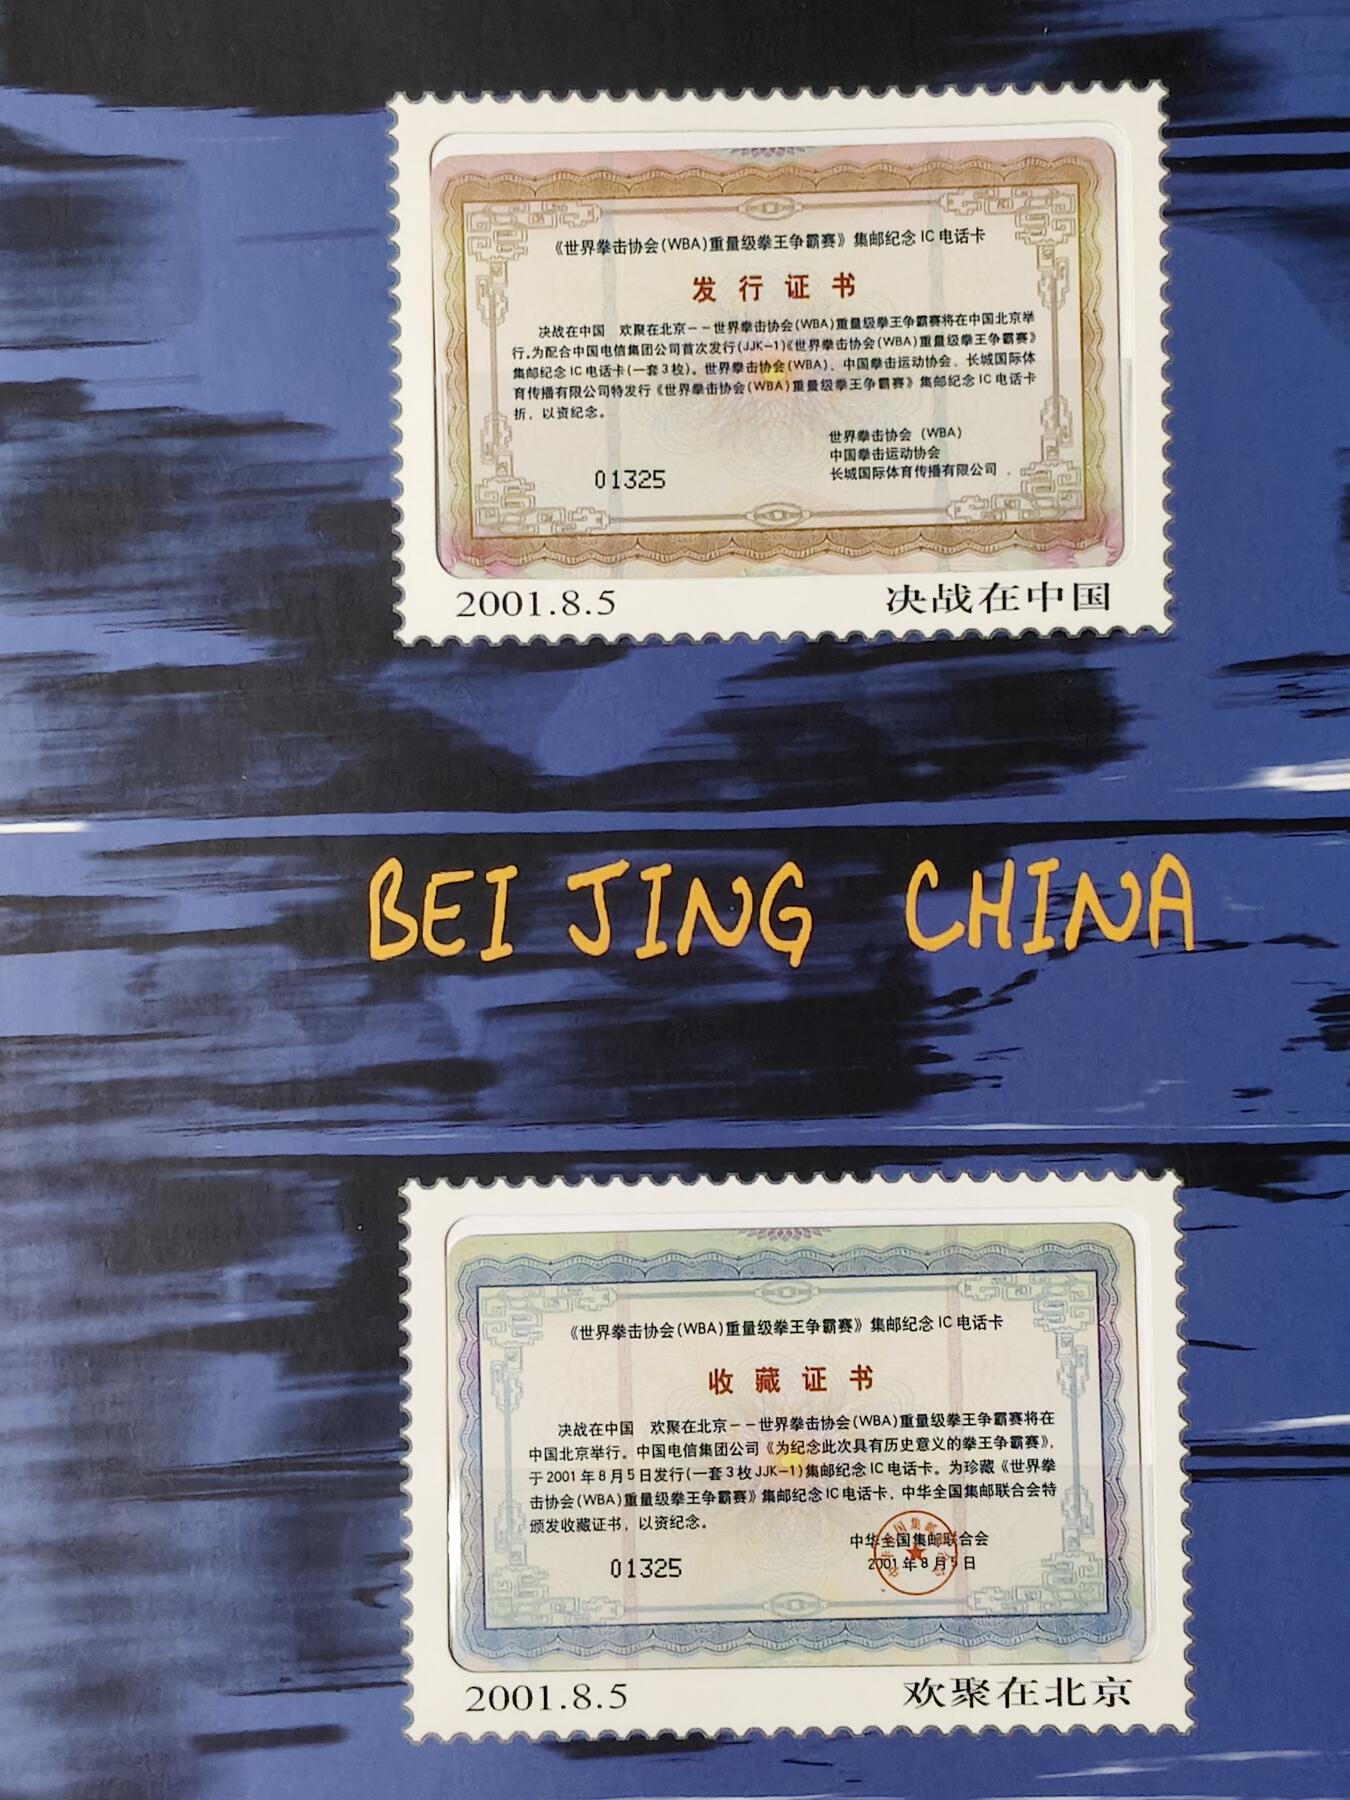 《世界拳击协会(WBA)重量级拳王争霸赛》集邮纪念IC电话卡
发行证书
决战在中国 欢聚在北京——世界拳击协会(WBA)重量级拳王争霸赛将在中国北京举
行。为配合中国电信集团公司首次发行(JJK-1)《世界拳击协会(WBA)重量级拳王争霸赛》
集邮纪念IC电话卡(一套3枚)。世界拳击协会(WBA)、中国拳击运动协会、长城国际体
育传播有限公司特发行《世界拳击协会(WBA)重量级拳王争霸赛》集邮纪念IC电话卡
折，以资纪念。
世界拳击协会 (WBA)
中国拳击运动协会
长城国际体育传播有限公司
01325
2001.8.5 决战在中国
BEI JING CHINA
《世界拳击协会(WBA)重量级拳王争霸赛》集邮纪念IC电话卡
收藏证书
决战在中国 欢聚在北京——世界拳击协会(WBA)重量级拳王争霸赛将在
中国北京举行。中国电信集团公司《为纪念此次具有历史意义的拳王争霸赛》,
于2001年8月5日发行(一套3枚JJK-1)集邮纪念IC电话卡。为珍藏《世界拳
击协会(WBA)重量级拳王争霸赛》集邮纪念IC电话卡，中华全国集邮联合会特
颁发收藏证书，以资纪念。
中华全国集邮联合会
2001年8月5日
01325
2001.8.5 欢聚在北京